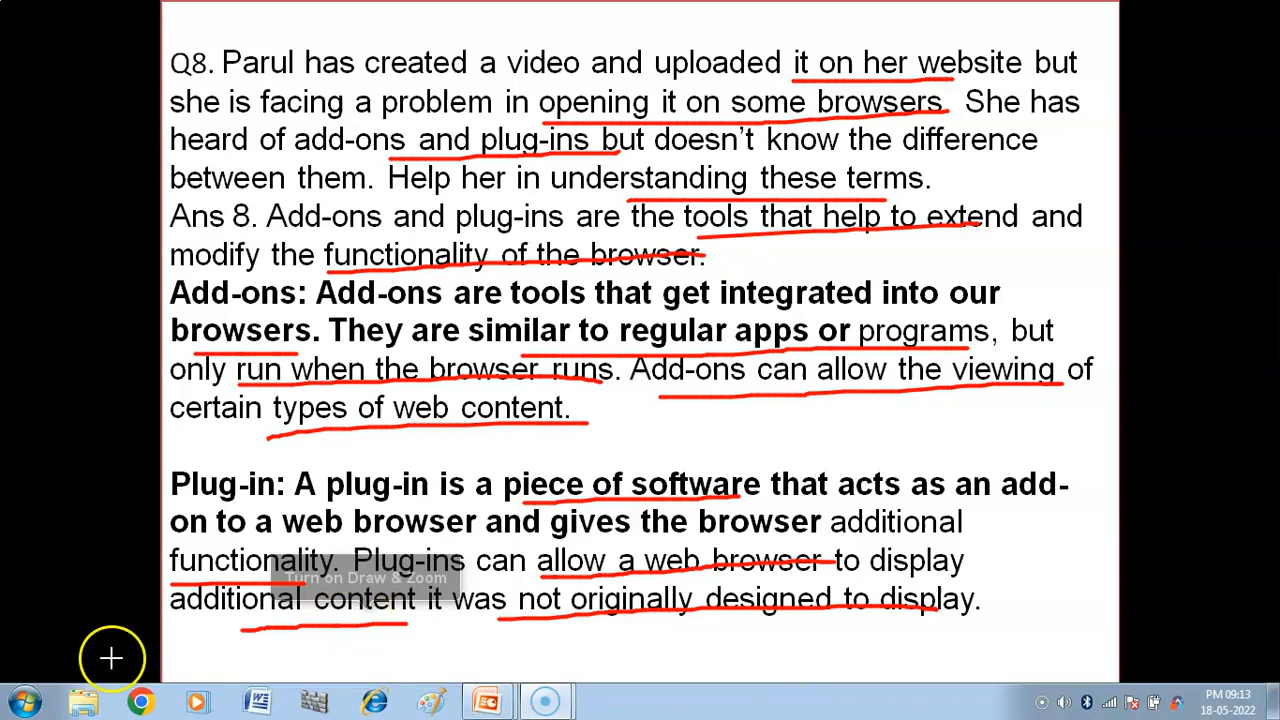 Q8. Parul has created a video and uploaded it on her website but
she is facing a problem in opening it on some browsers. She has
heard of add-ons and plug-ins but doesn’t know the difference
between them. Help her in understanding these terms.
Ans 8. Add-ons and plug-ins are the tools that help to extend and
modify the functionality of the browser.
Add-ons: Add-ons are tools that get integrated into our
browsers. They are similar to regular apps or programs, but
only run when the browser runs. Add-ons can allow the viewing of
certain types of web content.
Plug-in: A plug-in is a piece of software that acts as an add-
on to a web browser and gives the browser additional
functionality. Plug-ins can allow a web browser to display
Turn on Draw & Zoom
additional content it was not originally designed to display.
PM 09:13
18-05-2022